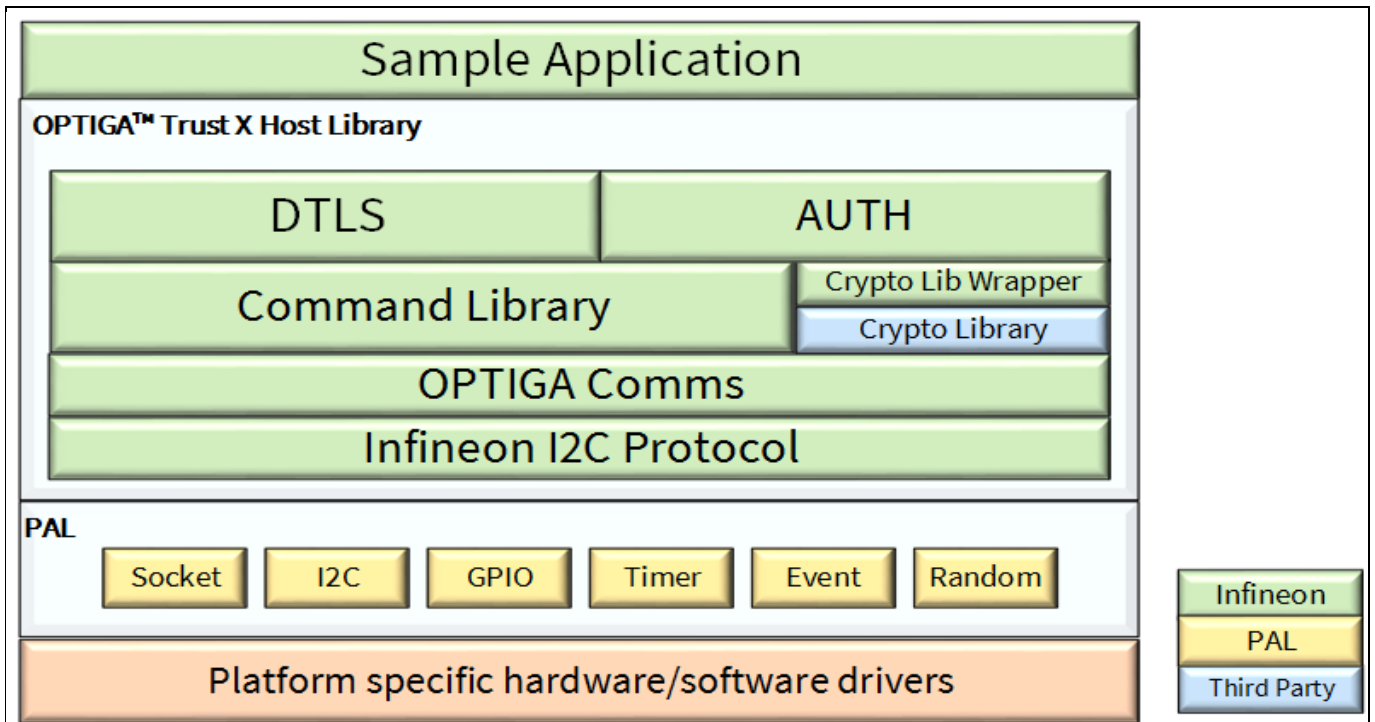 Sample Application
OPTIGA™ Trust X Host Library
DTLS
AUTH
Command Library
Crypto Lib Wrapper
Crypto Library
OPTIGA Comms
Infineon I2C Protocol
PAL
Socket
I2C
GPIO
Timer
Event
Random
Platform specific hardware/software drivers
Infineon
PAL
Third Party